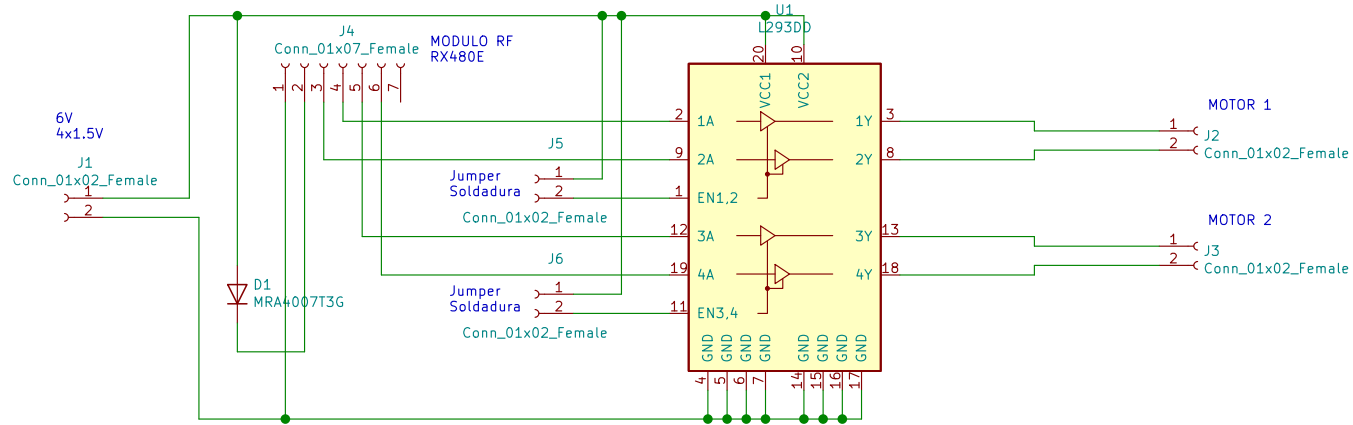 U1
L293DD
J4
Conn_01x07_Female
MODULO RF
RX480E
1
2
3
4
5
6
7
20
10
VCC1
VCC2
6V
4x1.5V
J1
Conn_01x02_Female
1
2
2
1A
9
2A
1
EN1,2
12
3A
19
4A
11
EN3,4
1Y
3
2Y
8
3Y
13
4Y
18
J5
Jumper
Soldadura
1
2
Conn_01x02_Female
J6
Jumper
Soldadura
1
2
Conn_01x02_Female
D1
MRA4007T3G
MOTOR 1
1
2
J2
Conn_01x02_Female
MOTOR 2
1
2
J3
Conn_01x02_Female
GND
GND
GND
GND
GND
GND
GND
GND
4
5
6
7
14
15
16
17